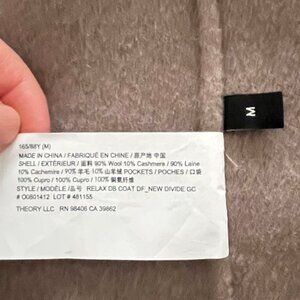 165/88Y (M)
MADE IN CHINA / FABRIQUÉ EN CHINE / 原产地 中国
SHELL / EXTÉRIEUR / 面料 90% Wool 10% Cashmere / 90% Laine
10% Cachemire / 90% 羊毛 10% 山羊绒 POCKETS / POCHES / 口袋
100% Cupro / 100% Cupro / 100% 铜氨纤维
STYLE / MODÈLE / 品号 RELAX DB COAT DF_NEW DIVIDE GC
# O0801412 LOT # 481155
THEORY LLC RN 98406 CA 39862
M